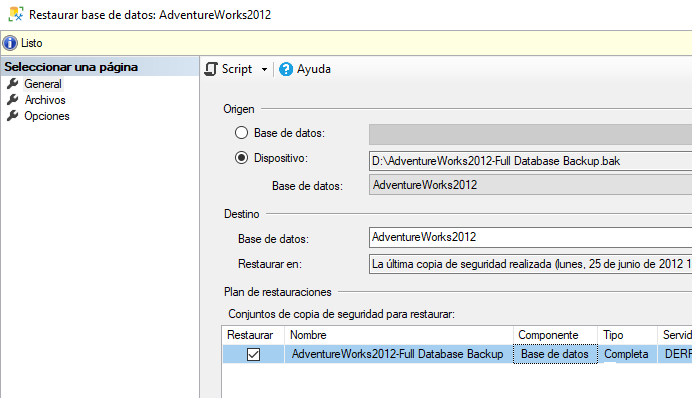 Restaurar base de datos: AdventureWorks2012
Listo
Seleccionar una página
General
Archivos
Opciones
Script
Ayuda
Origen
Base de datos:
Dispositivo:
D:\AdventureWorks2012-Full Database Backup.bak
Base de datos:
AdventureWorks2012
Destino
Base de datos:
AdventureWorks2012
Restaurar en:
La última copia de seguridad realizada (lunes, 25 de junio de 2012 1
Plan de restauraciones
Conjuntos de copia de seguridad para restaurar:
Restaurar Nombre Componente Tipo Servid
AdventureWorks2012-Full Database Backup Base de datos Completa